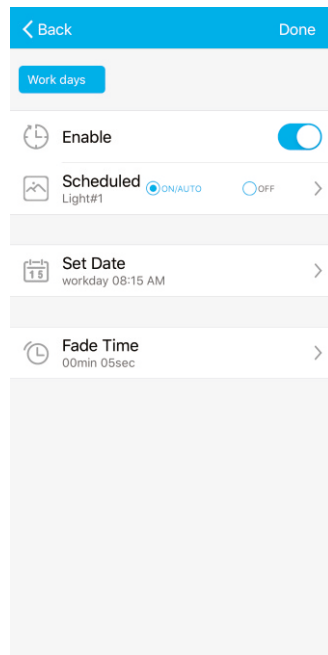 Back Done
Work days
Enable
Scheduled ON/AUTO OFF
Light#1
Set Date
15
workday 08:15 AM
Fade Time
00min 05sec